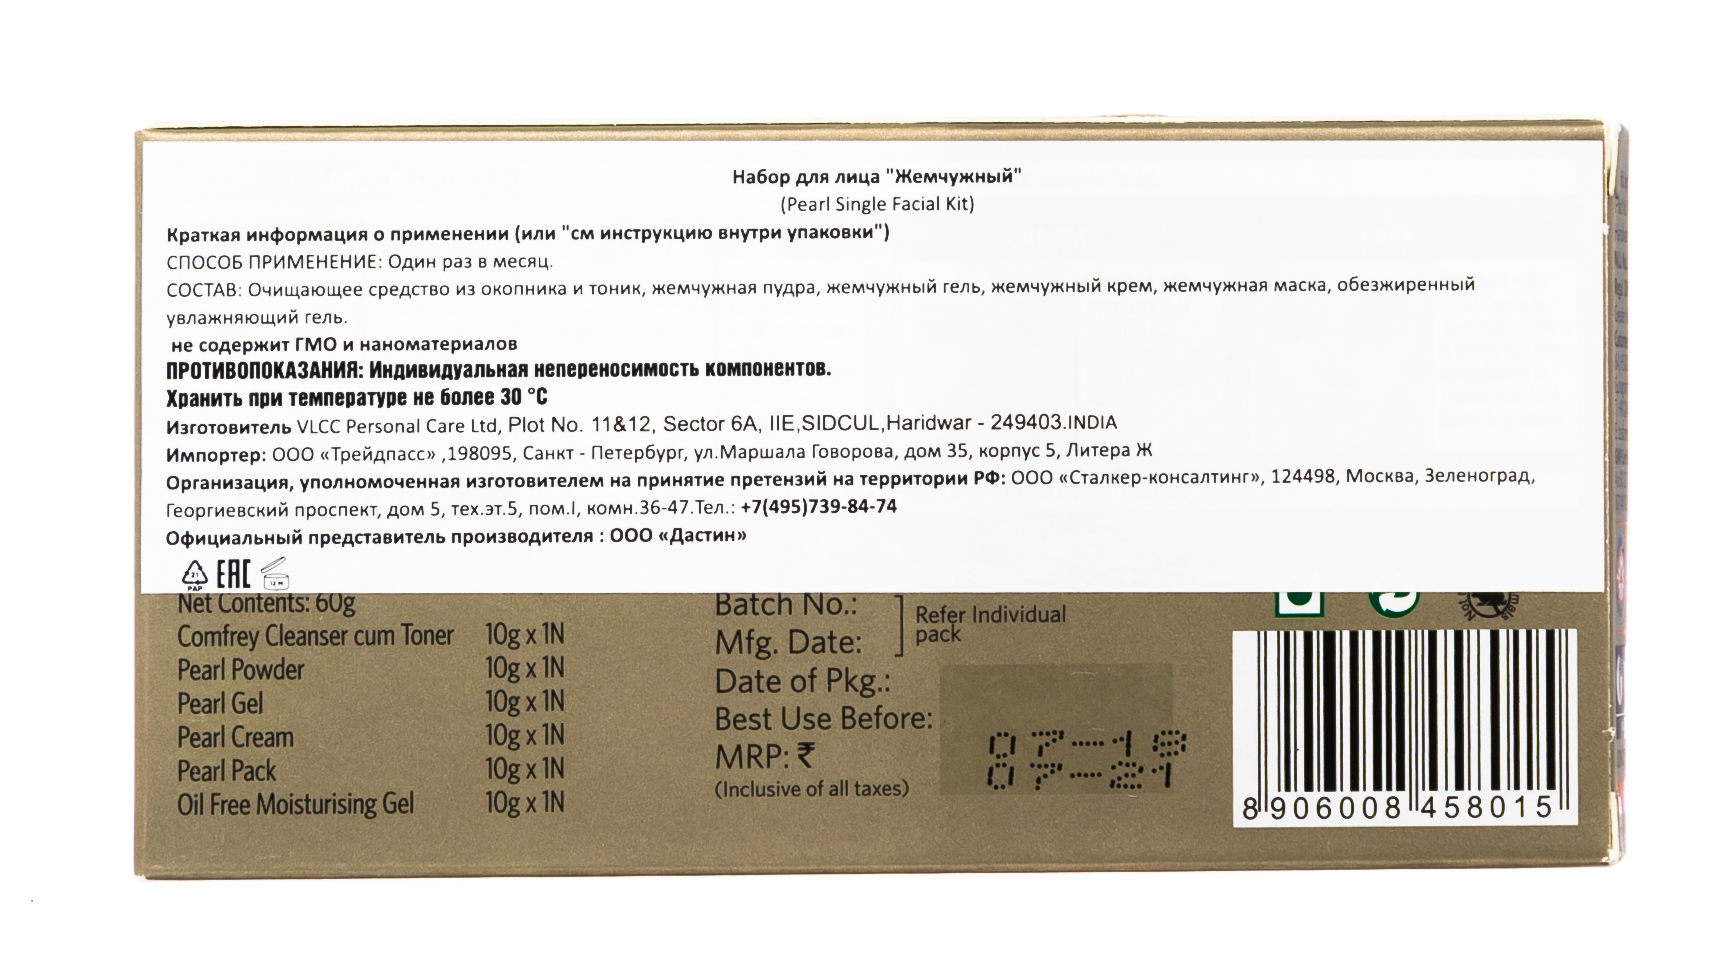 Набор для лица "Жемчужный"
(Pearl Single Facial Kit)
Краткая информация о применении (или "см инструкцию внутри упаковки")
СПОСОБ ПРИМЕНЕНИЕ: Один раз в месяц.
СОСТАВ: Очищающее средство из окопника и тоник, жемчужная пудра, жемчужный гель, жемчужный крем, жемчужная маска, обезжиренный
увлажняющий гель.
не содержит ГМО и наноматериалов
ПРОТИВОПОКАЗАНИЯ: Индивидуальная непереносимость компонентов.
Хранить при температуре не более 30 °C
Изготовитель VLCC Personal Care Ltd, Plot No. 11&12, Sector 6A, IIE,SIDCUL,Haridwar - 249403.INDIA
Импортер: ООО «Трейдпасс» ,198095, Санкт - Петербург, ул.Маршала Говорова, дом 35, корпус 5, Литера Ж
Организация, уполномоченная изготовителем на принятие претензий на территории РФ: ООО «Сталкер-консалтинг», 124498, Москва, Зеленоград,
Георгиевский проспект, дом 5, тех.эт.5, пом.I, комн.36-47.Тел.: +7(495)739-84-74
Официальный представитель производителя : ООО «Дастин»
21
PAP
EAC
12 M
Net Contents: 60g
Comfrey Cleanser cum Toner 10g x 1N
Pearl Powder 10g x 1N
Pearl Gel 10g x 1N
Pearl Cream 10g x 1N
Pearl Pack 10g x 1N
Oil Free Moisturising Gel 10g x 1N
Batch No.:
Mfg. Date:
Refer Individual
pack
Date of Pkg.:
Best Use Before:
MRP: ₹
(Inclusive of all taxes)
07-21
Not
8 906008 458015